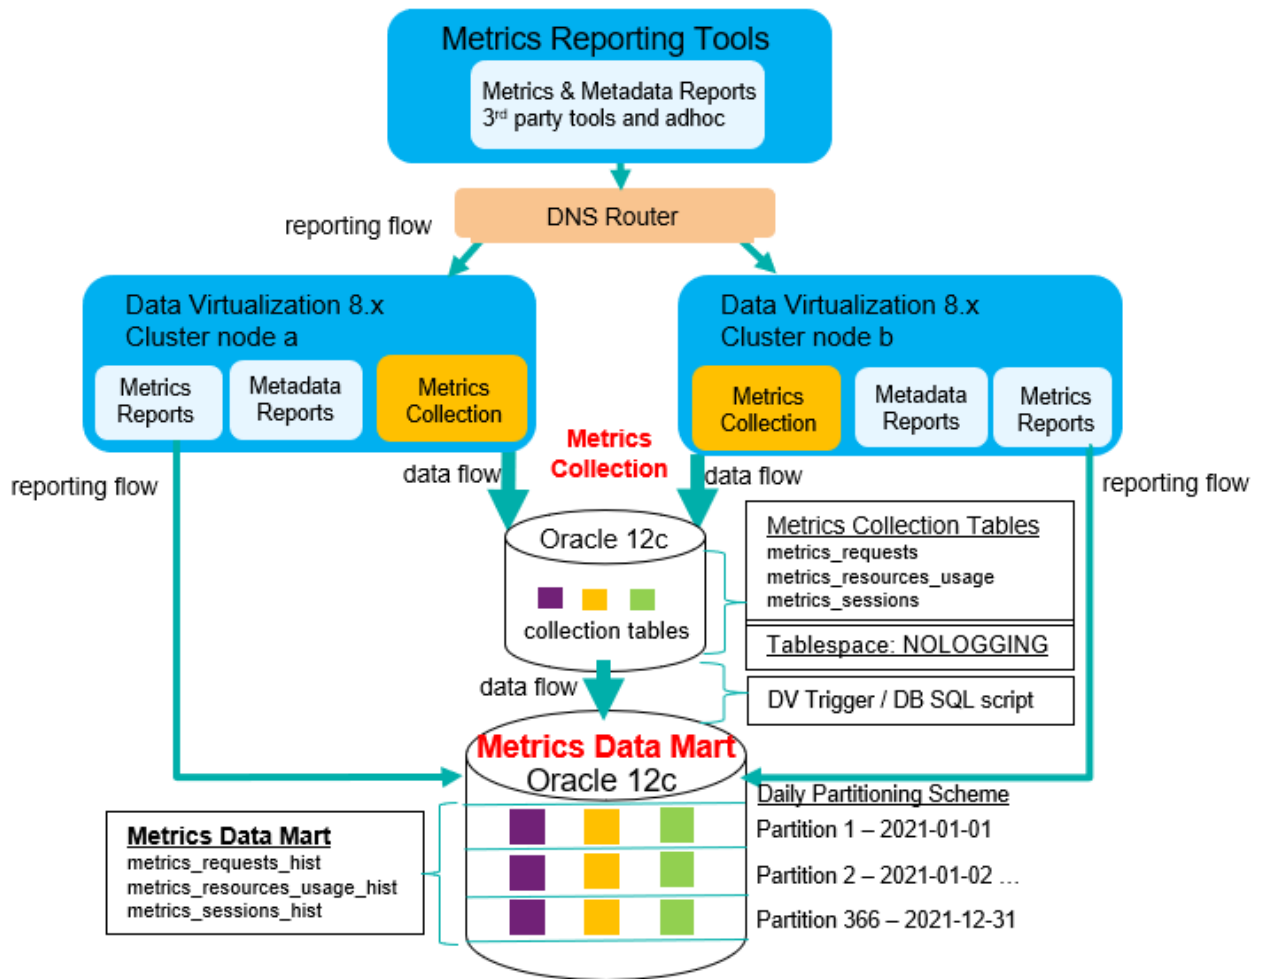 Metrics Reporting Tools
Metrics & Metadata Reports
3rd party tools and adhoc
DNS Router
reporting flow
Data Virtualization 8.x
Cluster node a
Metrics
Reports
Metadata
Reports
Metrics
Collection
Data Virtualization 8.x
Cluster node b
Metrics
Collection
Metadata
Reports
Metrics
Reports
Metrics
Collection
reporting flow
data flow
data flow
reporting flow
Oracle 12c
collection tables
Metrics Collection Tables
metrics_requests
metrics_resources_usage
metrics_sessions
Tablespace: NOLOGGING
data flow
DV Trigger / DB SQL script
Metrics Data Mart
Oracle 12c
Metrics Data Mart
metrics_requests_hist
metrics_resources_usage_hist
metrics_sessions_hist
Daily Partitioning Scheme
Partition 1 – 2021-01-01
Partition 2 – 2021-01-02 …
Partition 366 – 2021-12-31